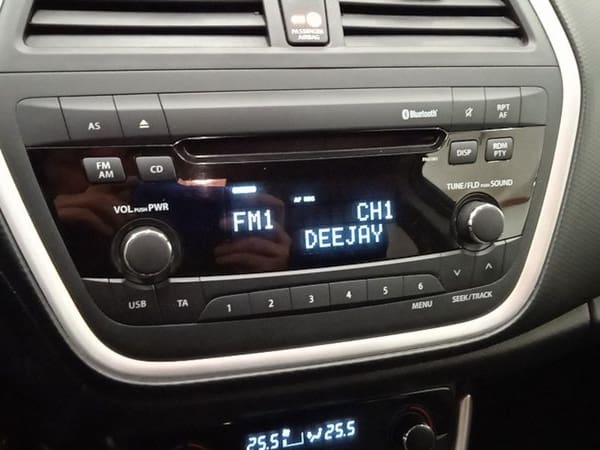 PASSENGER
AIRBAG
AS
Bluetooth
RPT
AF
FM
AM
CD
DISP
RDM
PTY
VOL PUSH PWR
TUNE/FLD PUSH SOUND
FM1
AF
CH1
DEEJAY
USB
TA
1
2
3
4
5
6
MENU
SEEK/TRACK
25.5
25.5